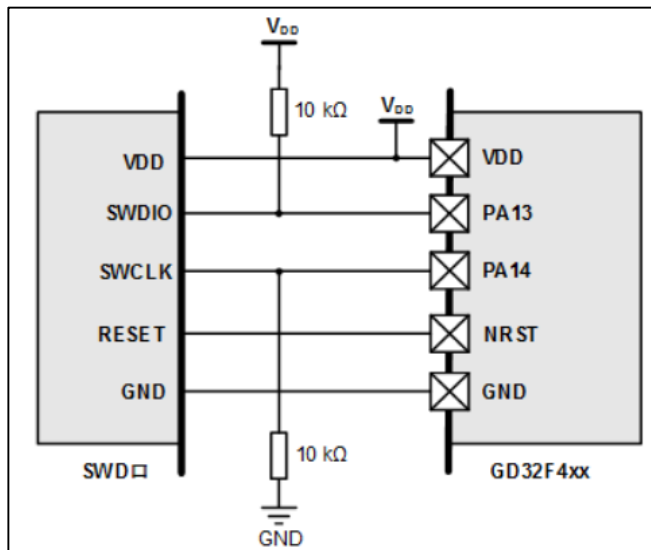 VDD
10 kΩ
VDD
VDD
VDD
SWDIO
PA13
SWCLK
PA14
RESET
NRST
GND
GND
10 kΩ
SWD口
GD32F4xx
GND